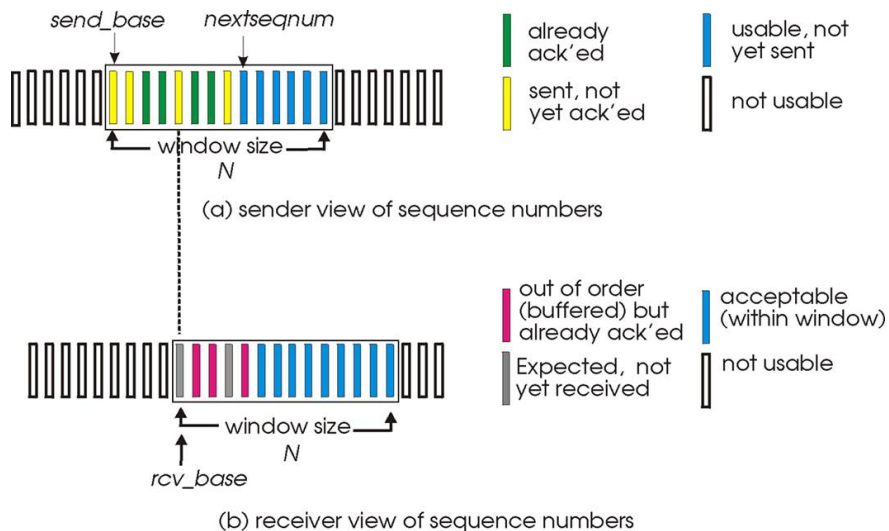 send_base
nextseqnum
already
ack'ed
usable, not
yet sent
sent, not
yet ack'ed
not usable
window size
N
(a) sender view of sequence numbers
out of order
(buffered) but
already ack'ed
acceptable
(within window)
Expected, not
yet received
not usable
window size
N
rcv_base
(b) receiver view of sequence numbers